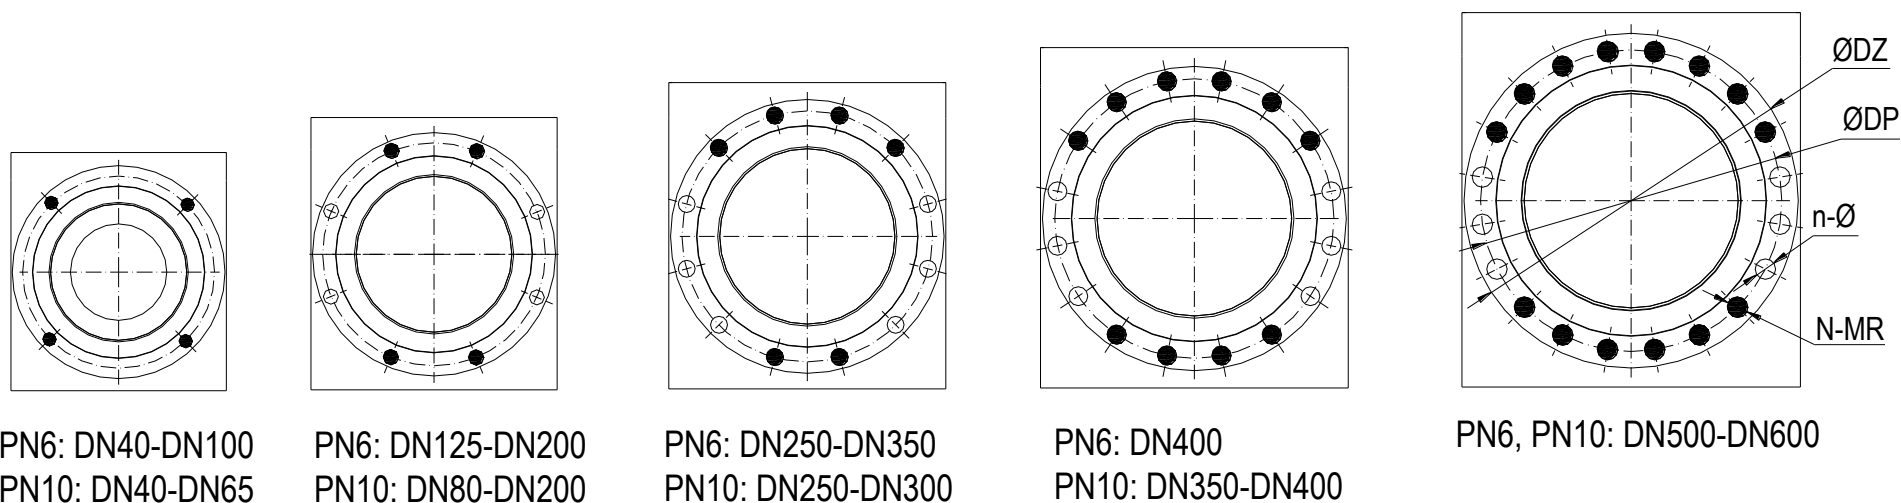 ØDZ
ØDP
n-Ø
N-MR
PN6: DN40-DN100
PN10: DN40-DN65
PN6: DN125-DN200
PN10: DN80-DN200
PN6: DN250-DN350
PN10: DN250-DN300
PN6: DN400
PN10: DN350-DN400
PN6, PN10: DN500-DN600